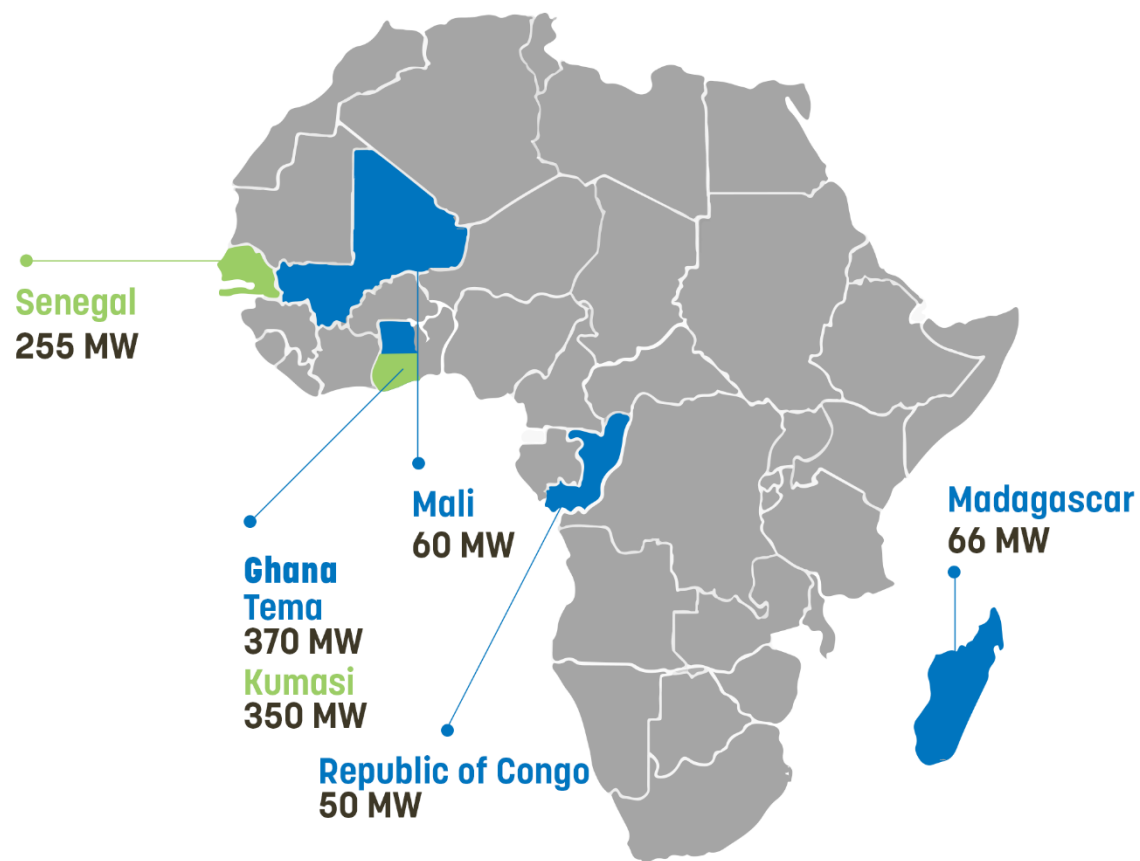 Senegal
255 MW
Mali
60 MW
Ghana
Tema
370 MW
Kumasi
350 MW
Republic of Congo
50 MW
Madagascar
66 MW